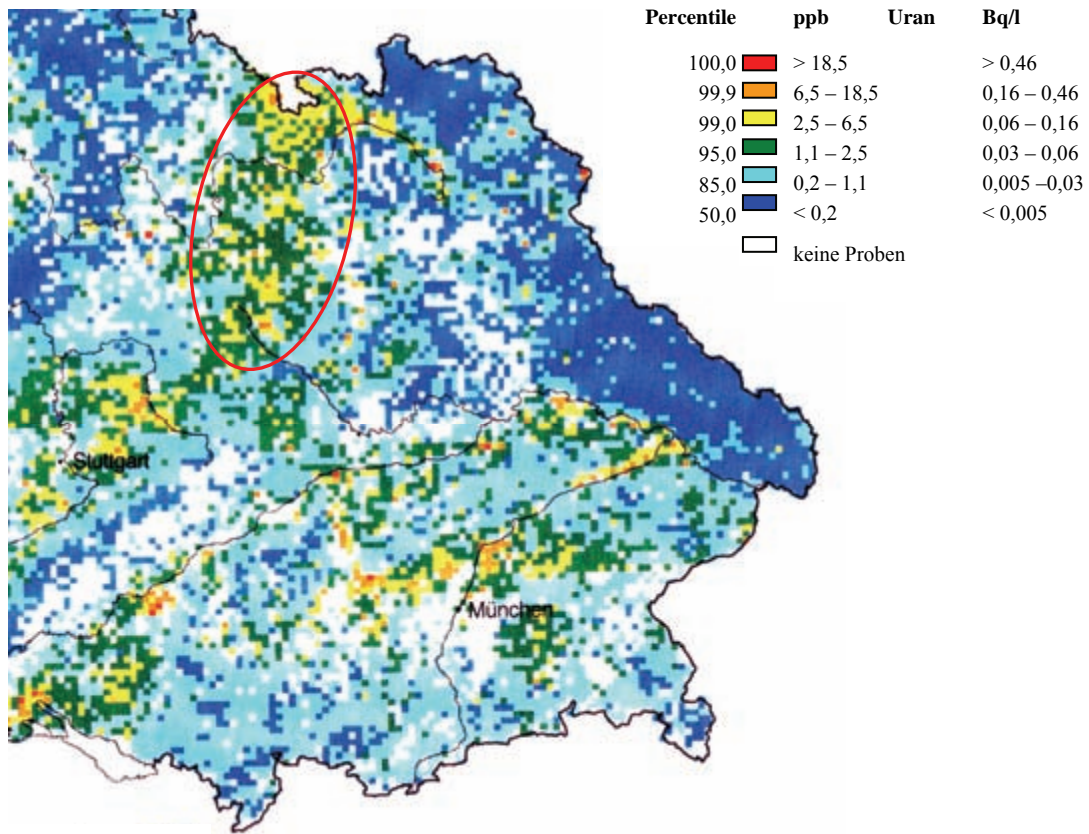 Percentile ppb Uran Bq/l
100,0 > 18,5 > 0,46
99,9 6,5 – 18,5 0,16 – 0,46
99,0 2,5 – 6,5 0,06 – 0,16
95,0 1,1 – 2,5 0,03 – 0,06
85,0 0,2 – 1,1 0,005 –0,03
50,0 < 0,2 < 0,005
keine Proben
Stuttgart
München